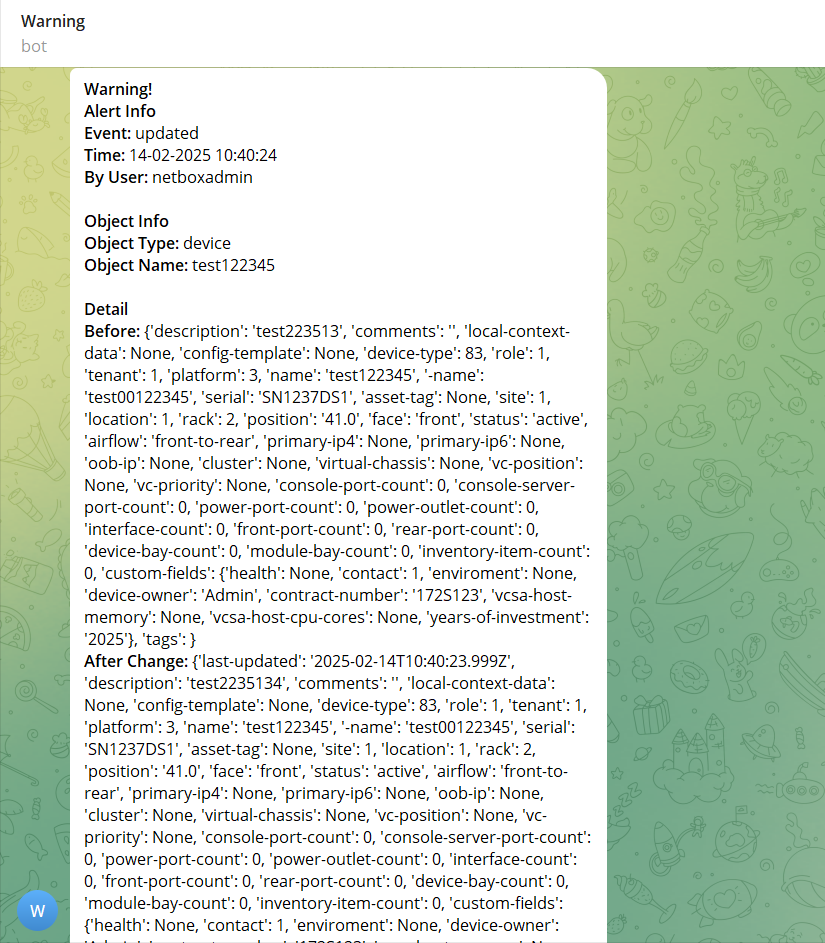 Warning
bot
Warning!
Alert Info
Event: updated
Time: 14-02-2025 10:40:24
By User: netboxadmin
Object Info
Object Type: device
Object Name: test122345
Detail
Before: {'description': 'test223513', 'comments': '', 'local-context-
data': None, 'config-template': None, 'device-type': 83, 'role': 1,
'tenant': 1, 'platform': 3, 'name': 'test122345', '-name':
'test00122345', 'serial': 'SN1237DS1', 'asset-tag': None, 'site': 1,
'location': 1, 'rack': 2, 'position': '41.0', 'face': 'front', 'status': 'active',
'airflow': 'front-to-rear', 'primary-ip4': None, 'primary-ip6': None,
'oob-ip': None, 'cluster': None, 'virtual-chassis': None, 'vc-position':
None, 'vc-priority': None, 'console-port-count': 0, 'console-server-
port-count': 0, 'power-port-count': 0, 'power-outlet-count': 0,
'interface-count': 0, 'front-port-count': 0, 'rear-port-count': 0,
'device-bay-count': 0, 'module-bay-count': 0, 'inventory-item-count':
0, 'custom-fields': {'health': None, 'contact': 1, 'enviroment': None,
'device-owner': 'Admin', 'contract-number': '172S123', 'vcsa-host-
memory': None, 'vcsa-host-cpu-cores': None, 'years-of-investment':
'2025'}, 'tags': }
After Change: {'last-updated': '2025-02-14T10:40:23.999Z',
'description': 'test2235134', 'comments': '', 'local-context-data':
None, 'config-template': None, 'device-type': 83, 'role': 1, 'tenant': 1,
'platform': 3, 'name': 'test122345', '-name': 'test00122345', 'serial':
'SN1237DS1', 'asset-tag': None, 'site': 1, 'location': 1, 'rack': 2,
'position': '41.0', 'face': 'front', 'status': 'active', 'airflow': 'front-to-
rear', 'primary-ip4': None, 'primary-ip6': None, 'oob-ip': None,
'cluster': None, 'virtual-chassis': None, 'vc-position': None, 'vc-
priority': None, 'console-port-count': 0, 'console-server-port-count':
0, 'power-port-count': 0, 'power-outlet-count': 0, 'interface-count':
0, 'front-port-count': 0, 'rear-port-count': 0, 'device-bay-count': 0,
'module-bay-count': 0, 'inventory-item-count': 0, 'custom-fields':
{'health': None, 'contact': 1, 'enviroment': None, 'device-owner':
W